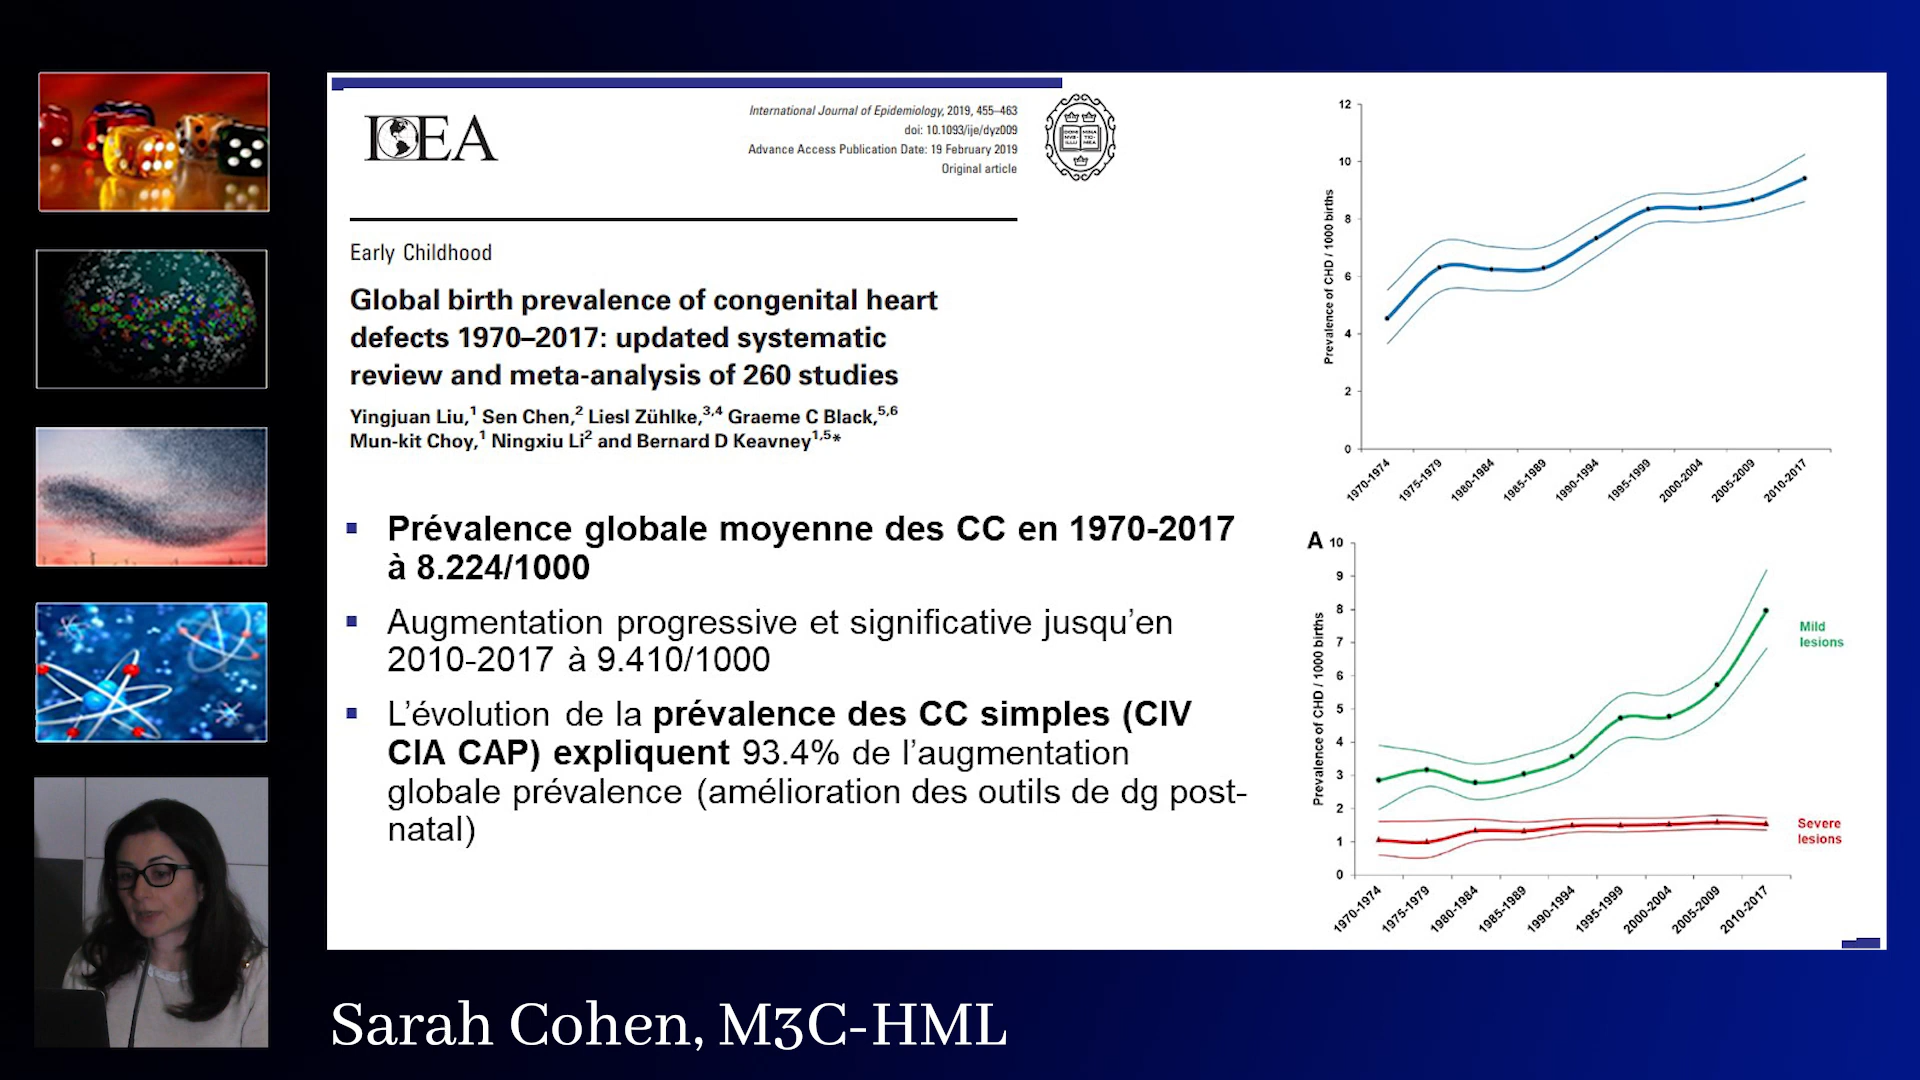 IDEA
International Journal of Epidemiology, 2019, 455–463
doi: 10.1093/ije/dyz009
Advance Access Publication Date: 19 February 2019
Original article
Early Childhood
Global birth prevalence of congenital heart
defects 1970–2017: updated systematic
review and meta-analysis of 260 studies
Yingjuan Liu,1 Sen Chen,2 Liesl Zühlke,3,4 Graeme C Black,5,6
Mun-kit Choy,1 Ningxiu Li2 and Bernard D Keavney1,5*
▪ Prévalence globale moyenne des CC en 1970-2017
à 8.224/1000
▪ Augmentation progressive et significative jusqu’en
2010-2017 à 9.410/1000
▪ L’évolution de la prévalence des CC simples (CIV
CIA CAP) expliquent 93.4% de l’augmentation
globale prévalence (amélioration des outils de dg post-
natal)
Prevalence of CHD / 1000 births
12
10
8
6
4
2
0
1970-1974
1975-1979
1980-1984
1985-1989
1990-1994
1995-1999
2000-2004
2005-2009
2010-2017
A
Prevalence of CHD / 1000 births
10
9
8
7
6
5
4
3
2
1
0
Mild
lesions
Severe
lesions
1970-1974
1975-1979
1980-1984
1985-1989
1990-1994
1995-1999
2000-2004
2005-2009
2010-2017
Sarah Cohen, M3C-HML